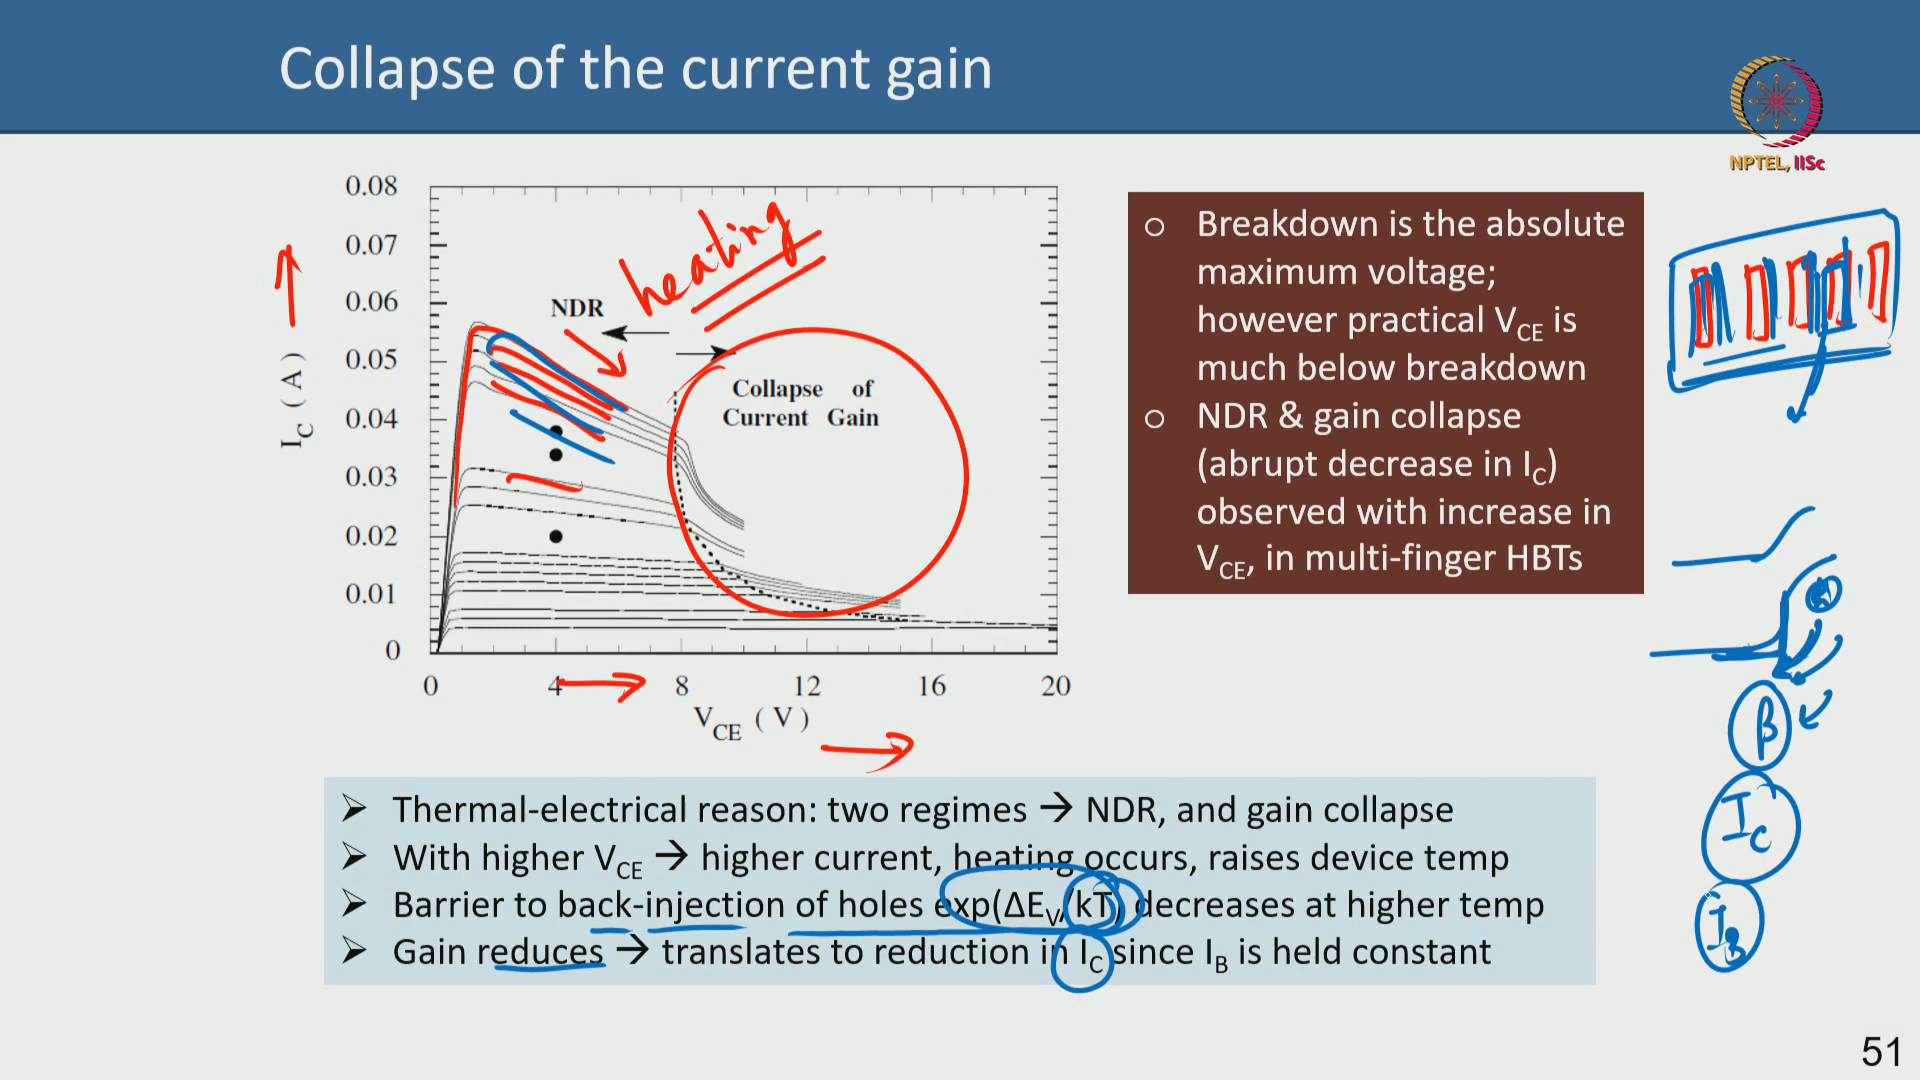 Collapse of the current gain
NPTEL, IISc
0.08
0.07
0.06
0.05
0.04
0.03
0.02
0.01
0
I_C ( A )
NDR
heating
Collapse of
Current Gain
0 4 8 12 16 20
V_CE ( V )
o Breakdown is the absolute
maximum voltage;
however practical V_CE is
much below breakdown
o NDR & gain collapse
(abrupt decrease in I_C)
observed with increase in
V_CE, in multi-finger HBTs
β
I_C
I_B
➢ Thermal-electrical reason: two regimes → NDR, and gain collapse
➢ With higher V_CE → higher current, heating occurs, raises device temp
➢ Barrier to back-injection of holes exp(ΔE_V/kT) decreases at higher temp
➢ Gain reduces → translates to reduction in I_C since I_B is held constant
51